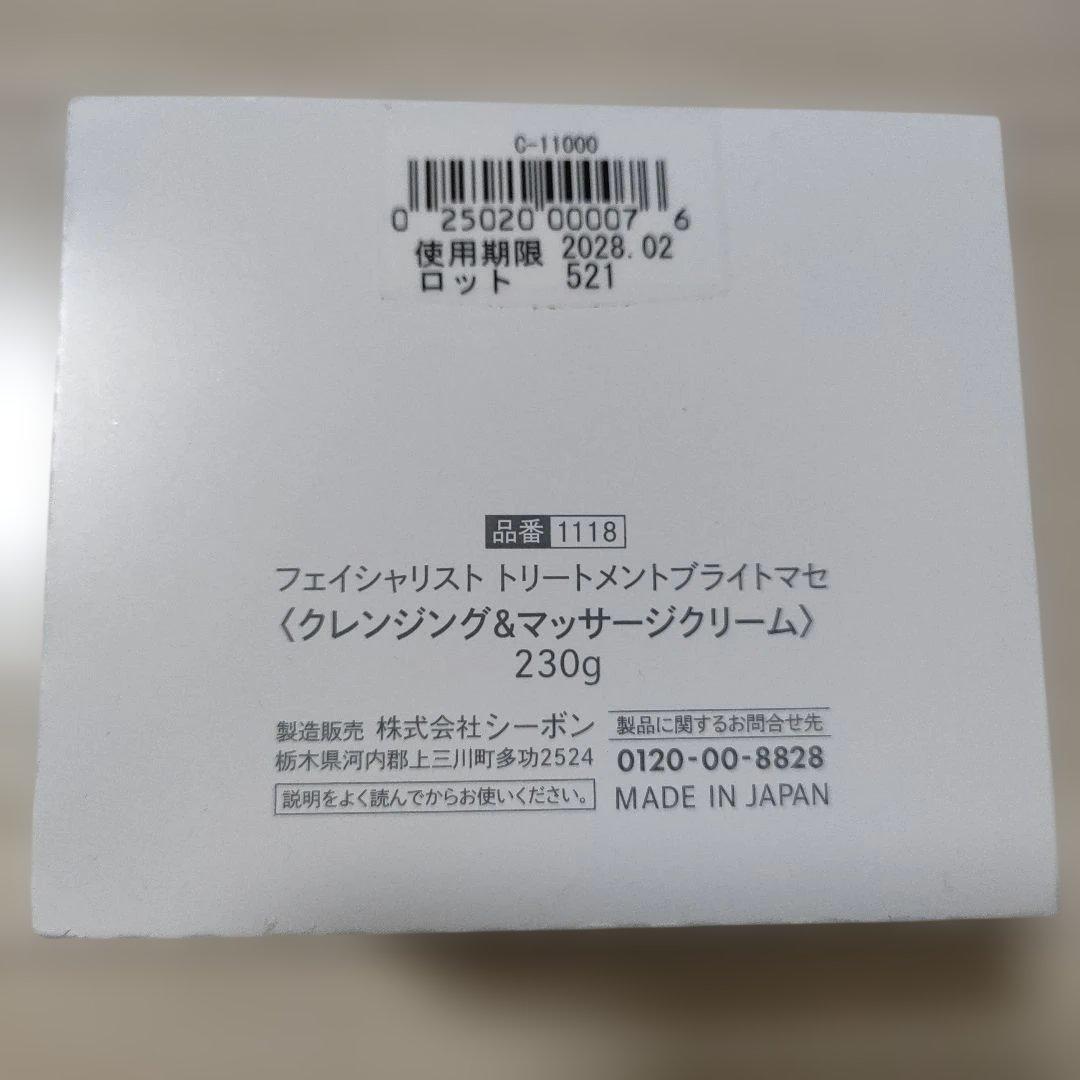 C-11000
0 25020 00007 6
使用期限 2028.02
ロット 521
品番 1118
フェイシャリスト トリートメントブライトマセ
〈クレンジング&マッサージクリーム〉
230g
製造販売 株式会社シーボン
栃木県河内郡上三川町多功2524
説明をよく読んでからお使いください。
製品に関するお問合せ先
0120-00-8828
MADE IN JAPAN